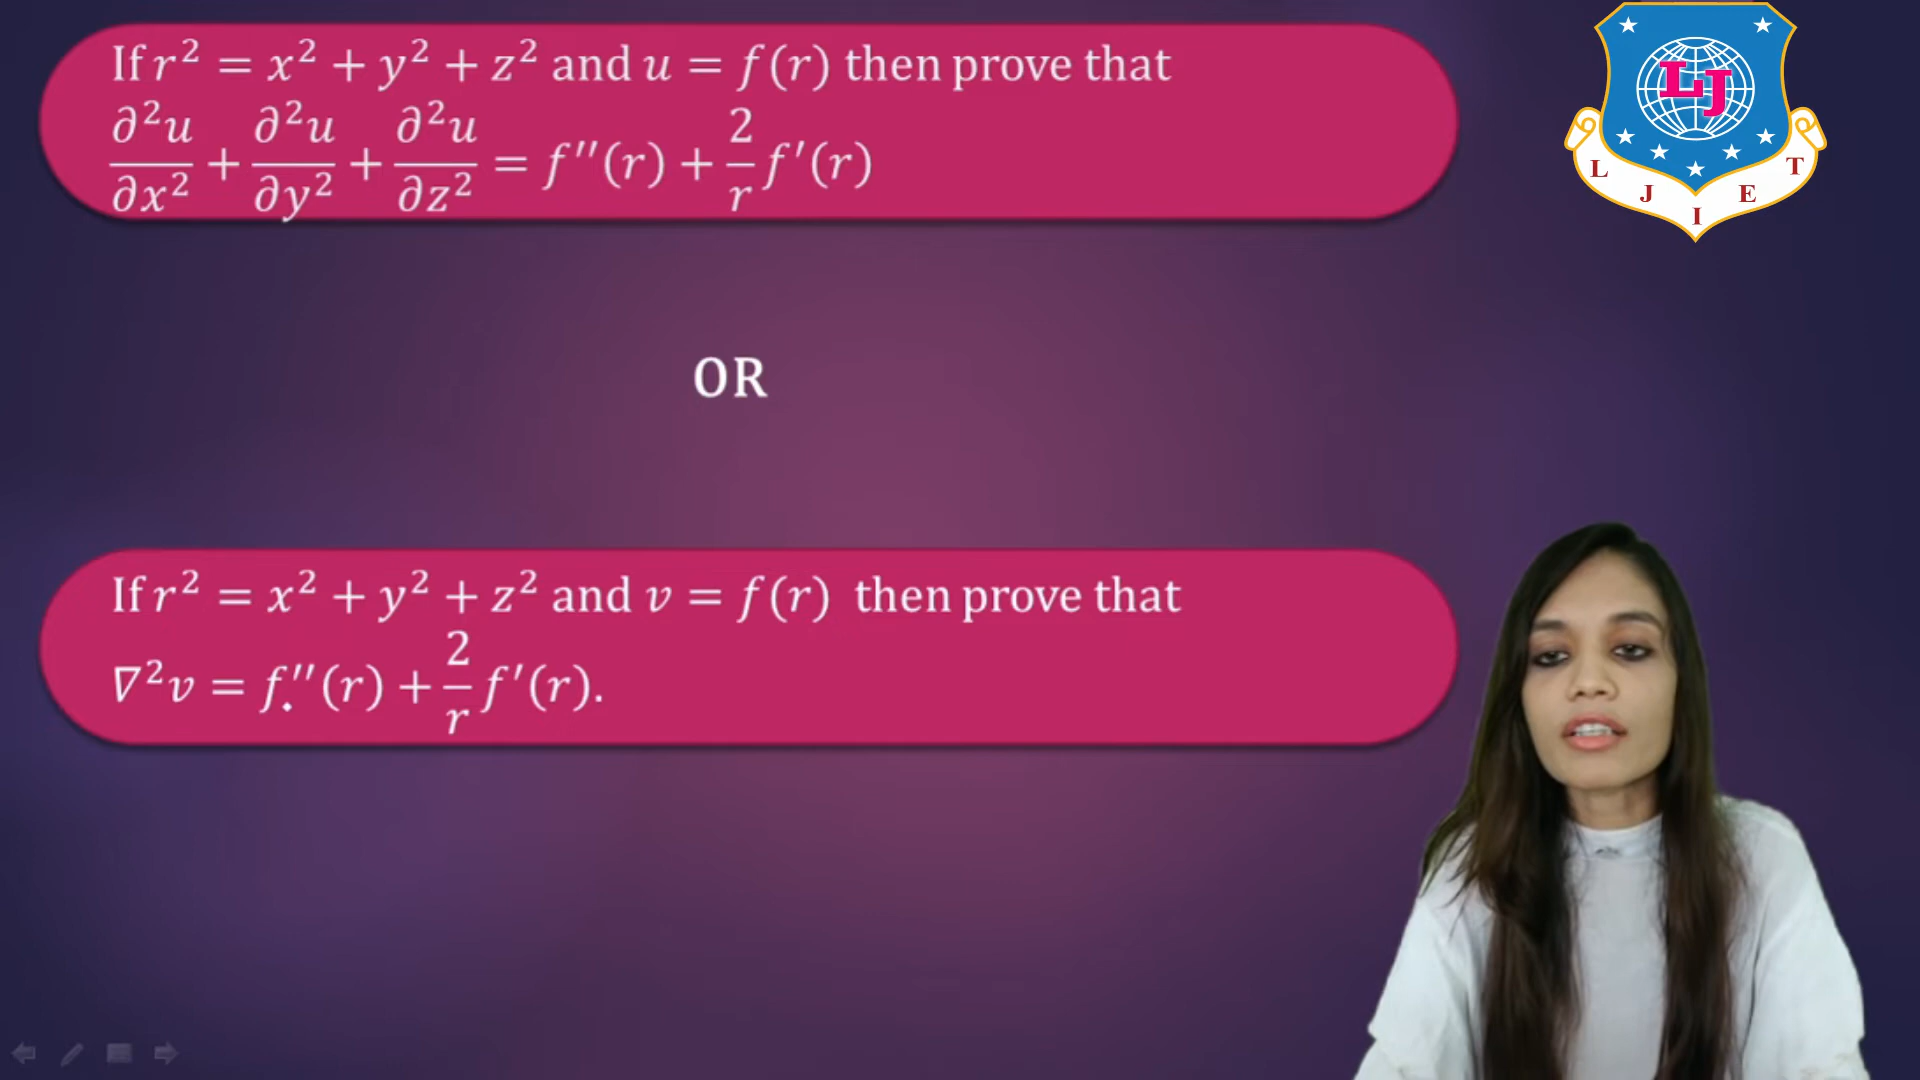 If r² = x² + y² + z² and u = f(r) then prove that
∂²u/∂x² + ∂²u/∂y² + ∂²u/∂z² = f″(r) + 2/r f′(r)
OR
If r² = x² + y² + z² and v = f(r) then prove that
∇²v = f″(r) + 2/r f′(r).
LJ
L J I E T